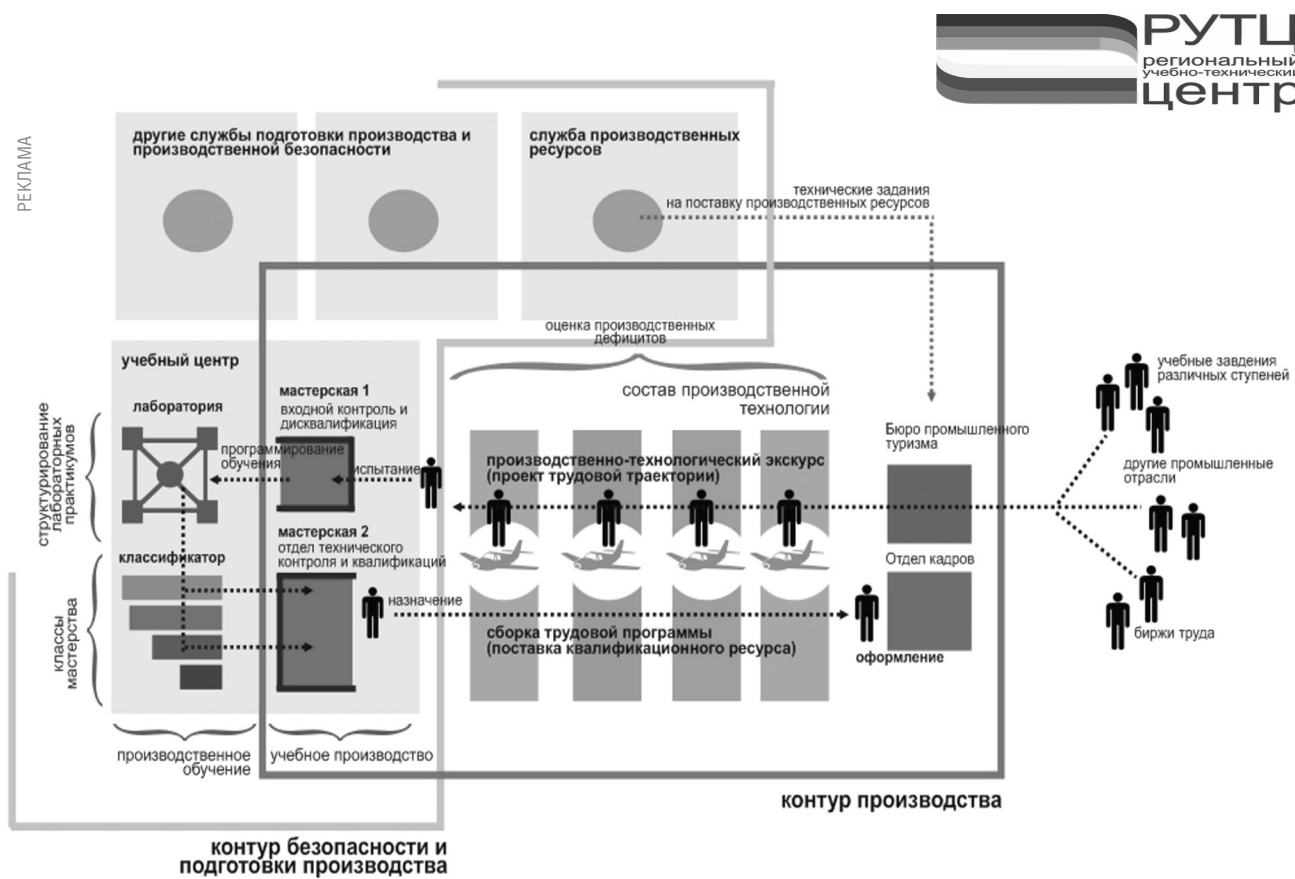 РУТЦ
региональный
учебно-технический
центр
РЕКЛАМА
другие службы подготовки производства и
производственной безопасности
служба производственных
ресурсов
технические задания
на поставку производственных ресурсов
оценка производственных
дефицитов
учебный центр
лаборатория
мастерская 1
входной контроль и
дисквалификация
состав производственной
технологии
учебные завдения
различных ступеней
структурирование
лабораторных
практикумов
программирование
обучения
испытание
производственно-технологический экскурс
(проект трудовой траектории)
Бюро промышленного
туризма
другие промышленные
отрасли
мастерская 2
отдел технического
контроля и квалификаций
классификатор
Отдел кадров
классы
мастерства
назначение
сборка трудовой программы
(поставка квалификационного ресурса)
оформление
биржи труда
производственное
обучение
учебное производство
контур производства
контур безопасности и
подготовки производства